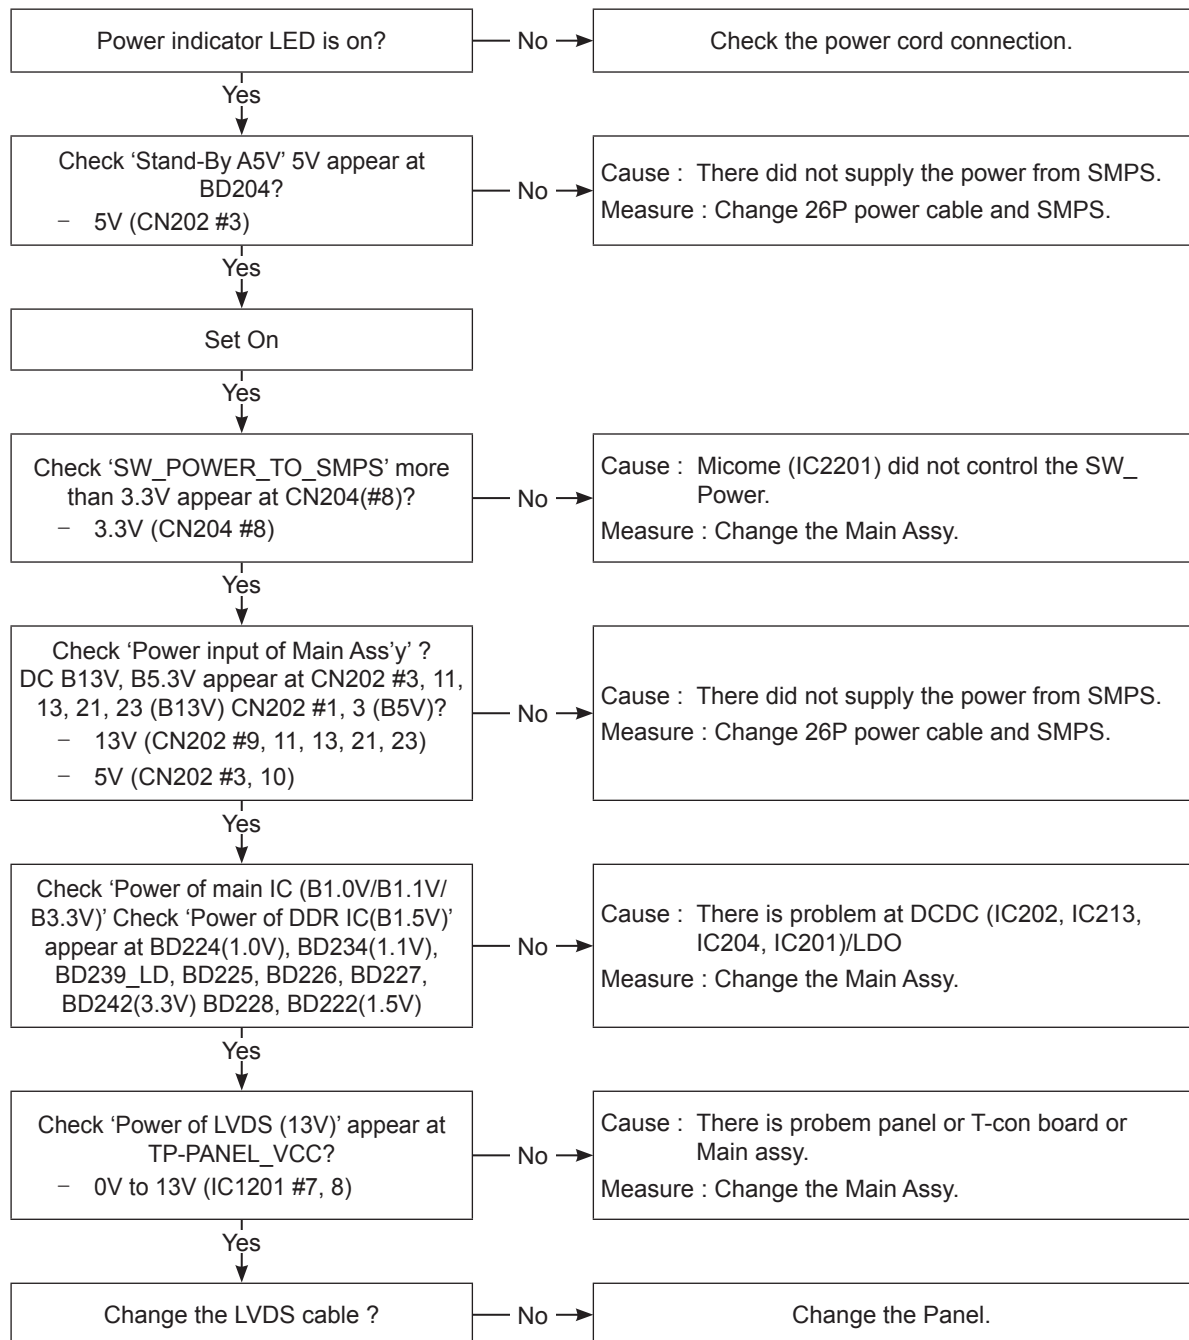 Power indicator LED is on?
No
Check the power cord connection.
Yes
Check ‘Stand-By A5V’ 5V appear at
BD204?
– 5V (CN202 #3)
No
Cause : There did not supply the power from SMPS.
Measure : Change 26P power cable and SMPS.
Yes
Set On
Yes
Check ‘SW_POWER_TO_SMPS’ more
than 3.3V appear at CN204(#8)?
– 3.3V (CN204 #8)
No
Cause : Micome (IC2201) did not control the SW_
Power.
Measure : Change the Main Assy.
Yes
Check ‘Power input of Main Ass’y’ ?
DC B13V, B5.3V appear at CN202 #3, 11,
13, 21, 23 (B13V) CN202 #1, 3 (B5V)?
– 13V (CN202 #9, 11, 13, 21, 23)
– 5V (CN202 #3, 10)
No
Cause : There did not supply the power from SMPS.
Measure : Change 26P power cable and SMPS.
Yes
Check ‘Power of main IC (B1.0V/B1.1V/
B3.3V)’ Check ‘Power of DDR IC(B1.5V)’
appear at BD224(1.0V), BD234(1.1V),
BD239_LD, BD225, BD226, BD227,
BD242(3.3V) BD228, BD222(1.5V)
No
Cause : There is problem at DCDC (IC202, IC213,
IC204, IC201)/LDO
Measure : Change the Main Assy.
Yes
Check ‘Power of LVDS (13V)’ appear at
TP-PANEL_VCC?
– 0V to 13V (IC1201 #7, 8)
No
Cause : There is probem panel or T-con board or
Main assy.
Measure : Change the Main Assy.
Yes
Change the LVDS cable ?
No
Change the Panel.